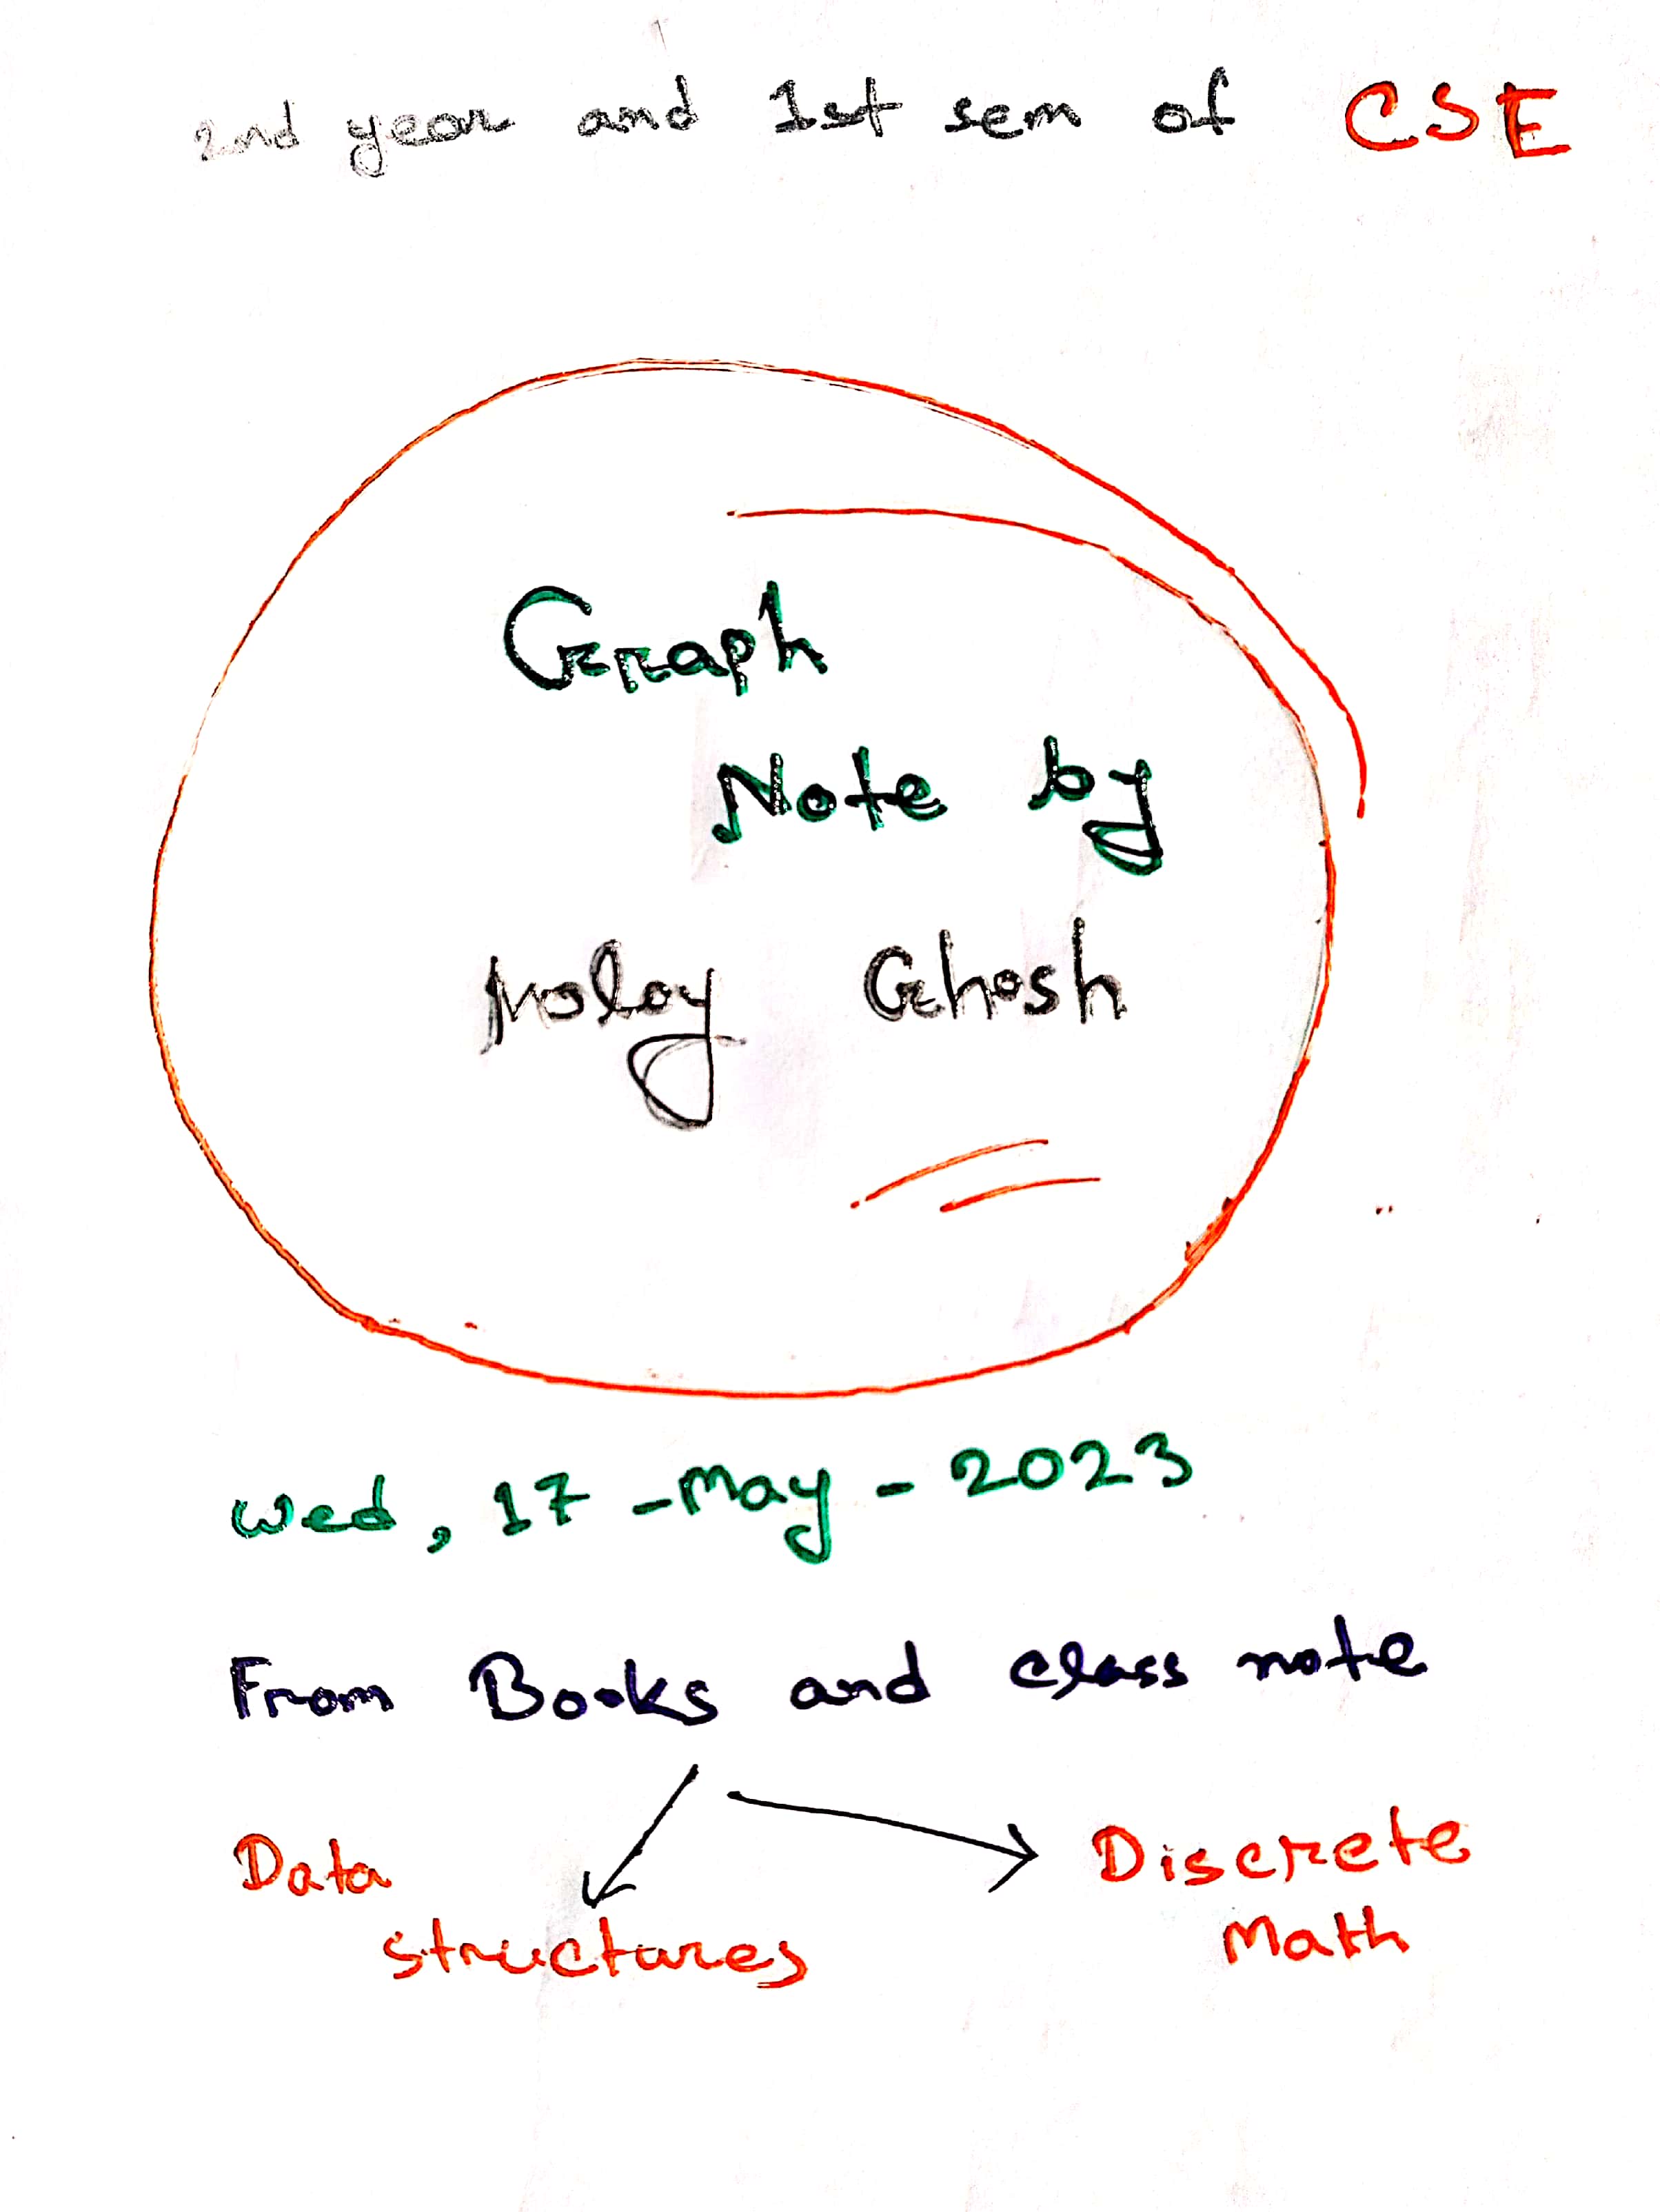 2nd year and 1st sem of CSE
Graph
Note by
Moloy Ghosh
Wed, 17 - May - 2023
From Books and class note
Data
structures
Discrete
Math